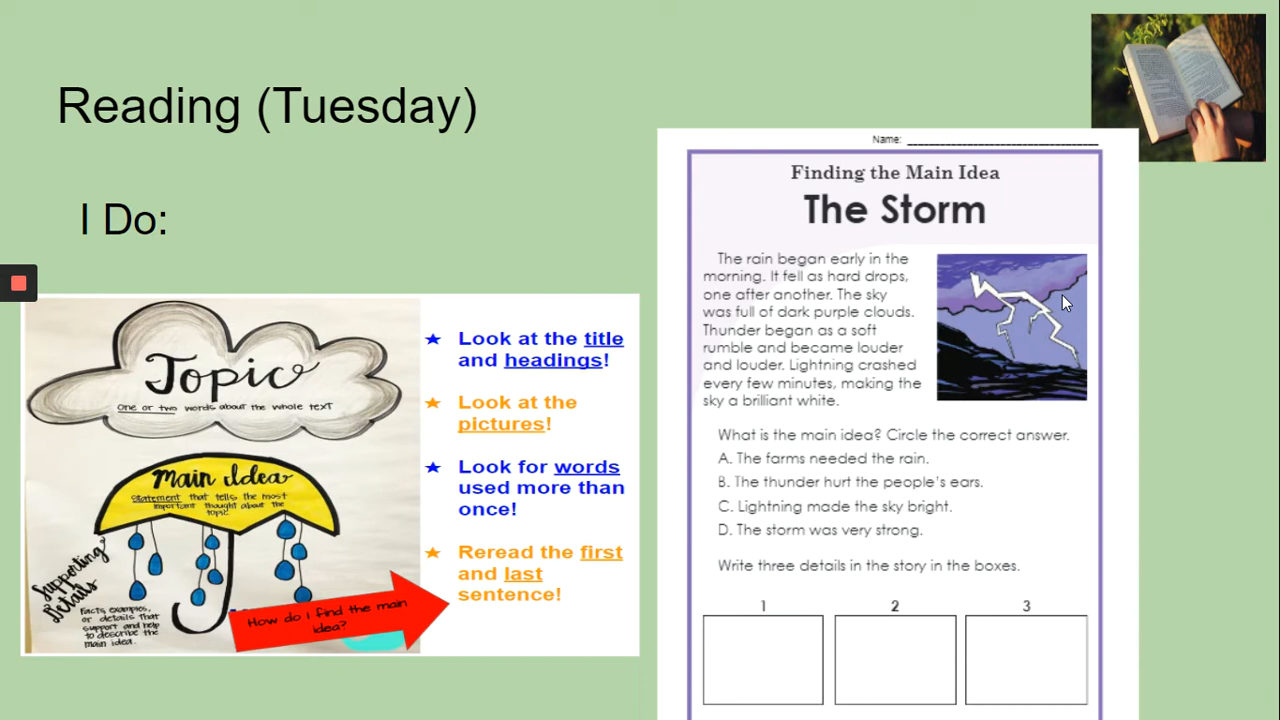 Reading (Tuesday)
I Do:
Topic
One or two words about the whole text
Main Idea
Statement that tells the most
important thought about the
topic.
Supporting
Details
Facts, examples,
or details that
support and help
to describe the
main idea.
How do I find the main
idea?
Look at the title
and headings!
Look at the
pictures!
Look for words
used more than
once!
Reread the first
and last
sentence!
Name:
Finding the Main Idea
The Storm
The rain began early in the
morning. It fell as hard drops,
one after another. The sky
was full of dark purple clouds.
Thunder began as a soft
rumble and became louder
and louder. Lightning crashed
every few minutes, making the
sky a brilliant white.
What is the main idea? Circle the correct answer.
A. The farms needed the rain.
B. The thunder hurt the people's ears.
C. Lightning made the sky bright.
D. The storm was very strong.
Write three details in the story in the boxes.
1 2 3